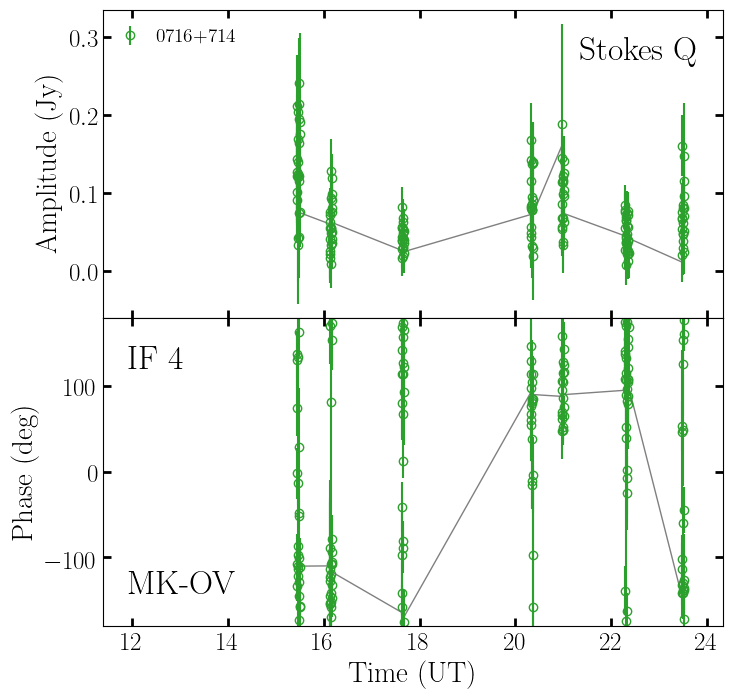 0716+714
Stokes Q
0.3
0.2
0.1
0.0
Amplitude (Jy)
IF 4
100
0
−100
Phase (deg)
MK-OV
12 14 16 18 20 22 24
Time (UT)